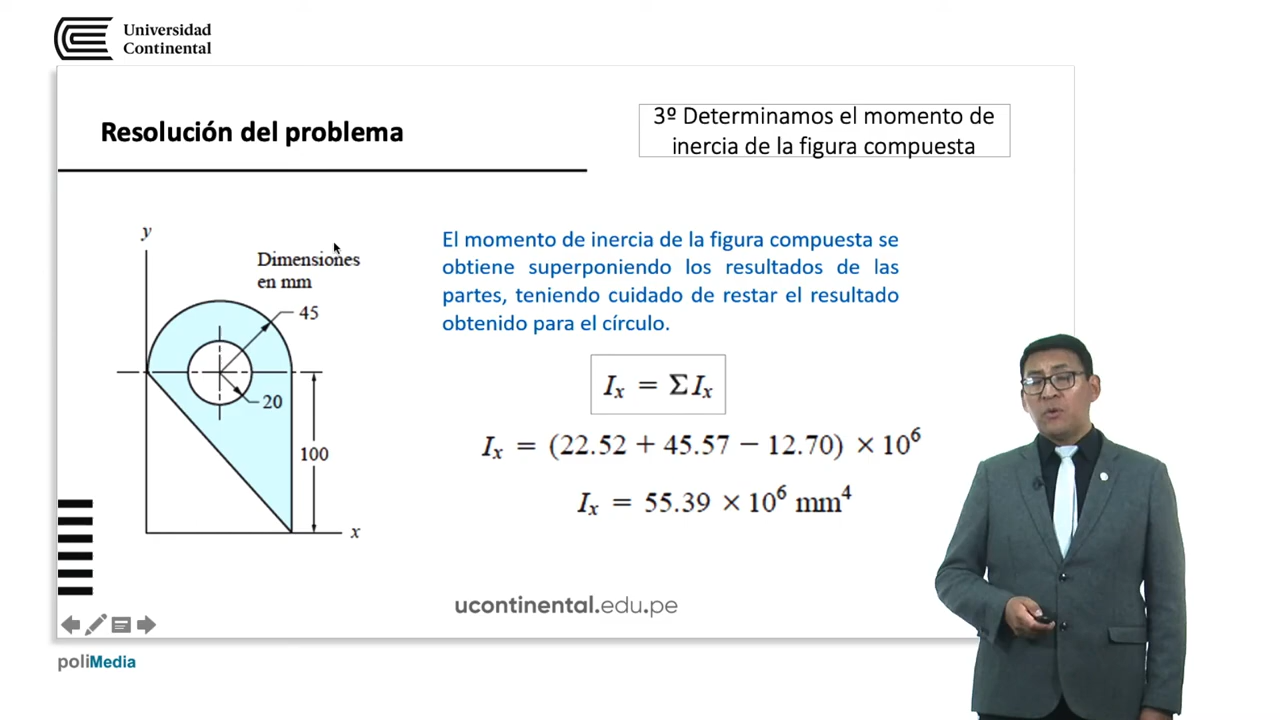 Universidad
Continental
Resolución del problema
3º Determinamos el momento de
inercia de la figura compuesta
y
Dimensiones
en mm
45
20
100
x
El momento de inercia de la figura compuesta se
obtiene superponiendo los resultados de las
partes, teniendo cuidado de restar el resultado
obtenido para el círculo.
Iₓ = ΣIₓ
Iₓ = (22.52 + 45.57 − 12.70) × 10⁶
Iₓ = 55.39 × 10⁶ mm⁴
ucontinental.edu.pe
poliMedia